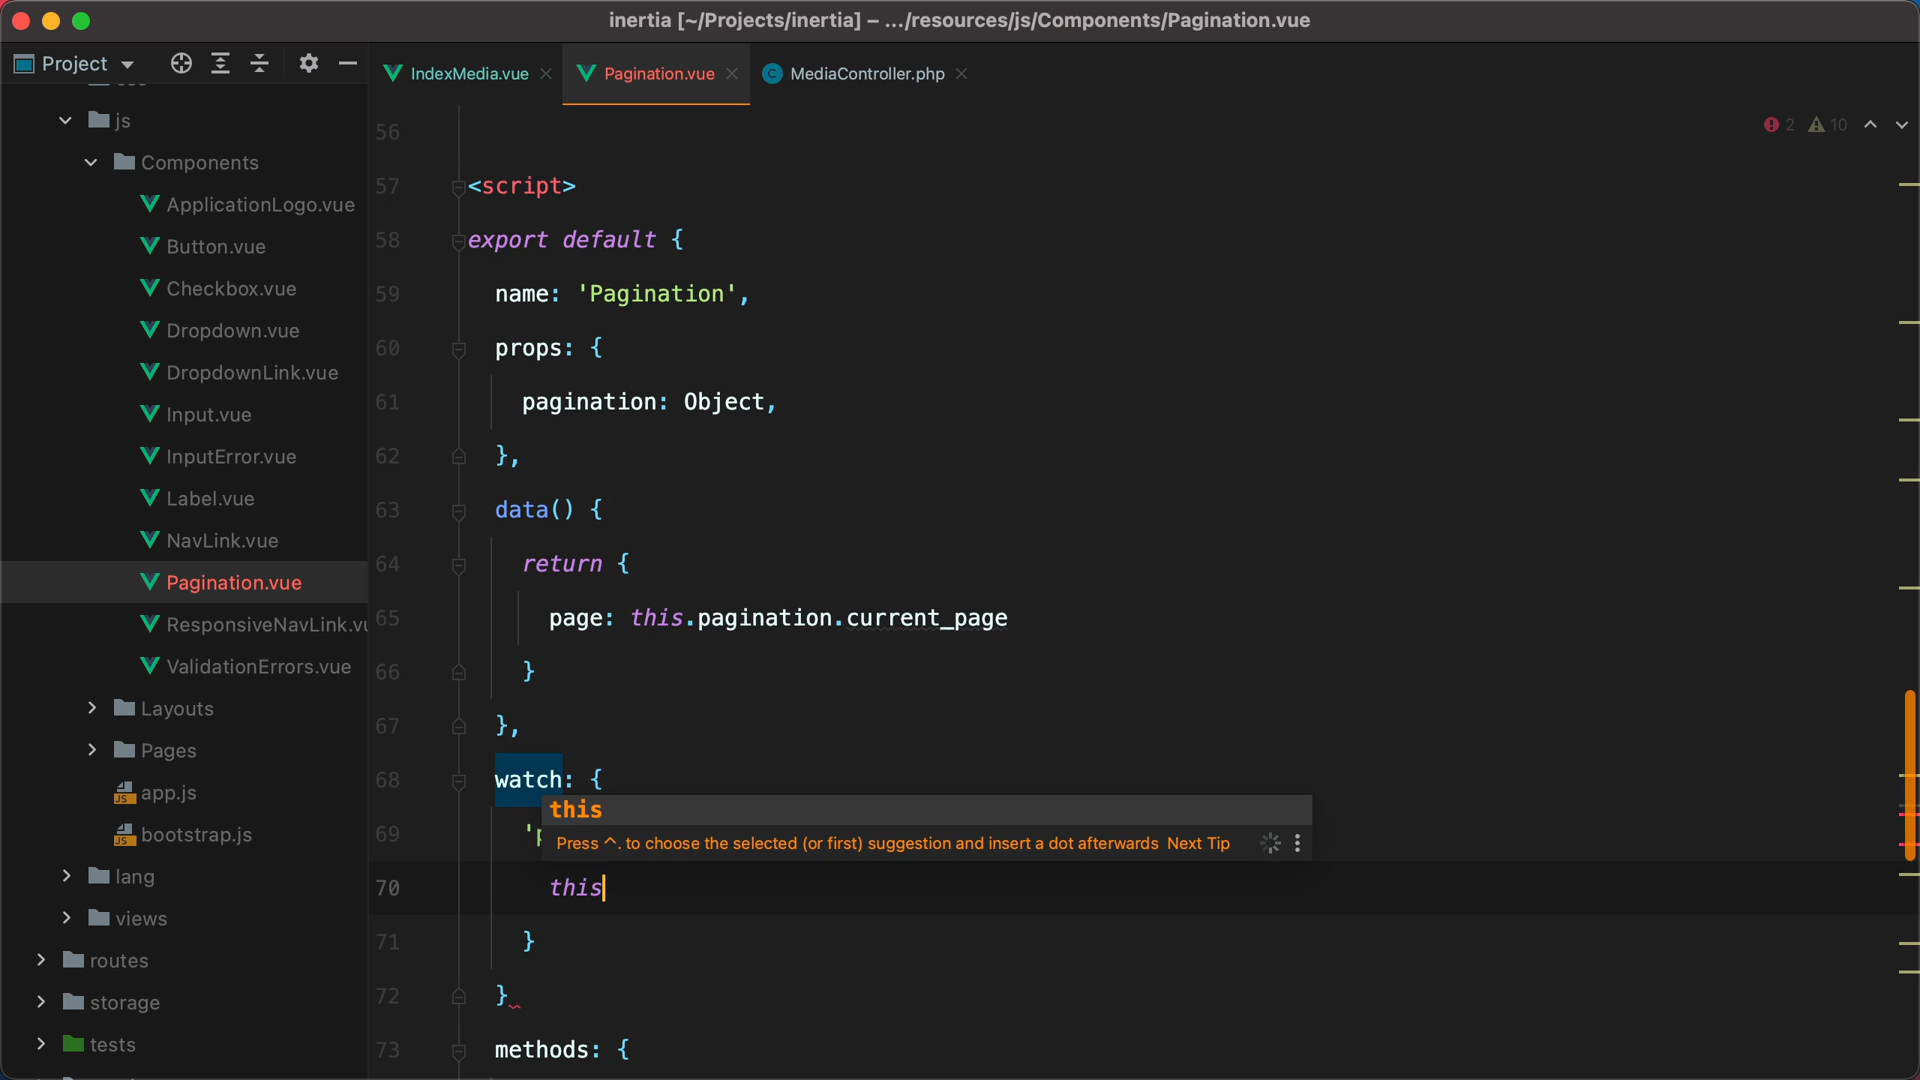 inertia [~/Projects/inertia] – .../resources/js/Components/Pagination.vue
Project
IndexMedia.vue
Pagination.vue
MediaController.php
js
Components
ApplicationLogo.vue
Button.vue
Checkbox.vue
Dropdown.vue
DropdownLink.vue
Input.vue
InputError.vue
Label.vue
NavLink.vue
Pagination.vue
ResponsiveNavLink.vu
ValidationErrors.vue
Layouts
Pages
app.js
bootstrap.js
lang
views
routes
storage
tests
2 10
56
57 <script>
58 export default {
59 name: 'Pagination',
60 props: {
61 pagination: Object,
62 },
63 data() {
64 return {
65 page: this.pagination.current_page
66 }
67 },
68 watch: {
this
Press ^. to choose the selected (or first) suggestion and insert a dot afterwards Next Tip
69
70 this
71 }
72 }
73 methods: {